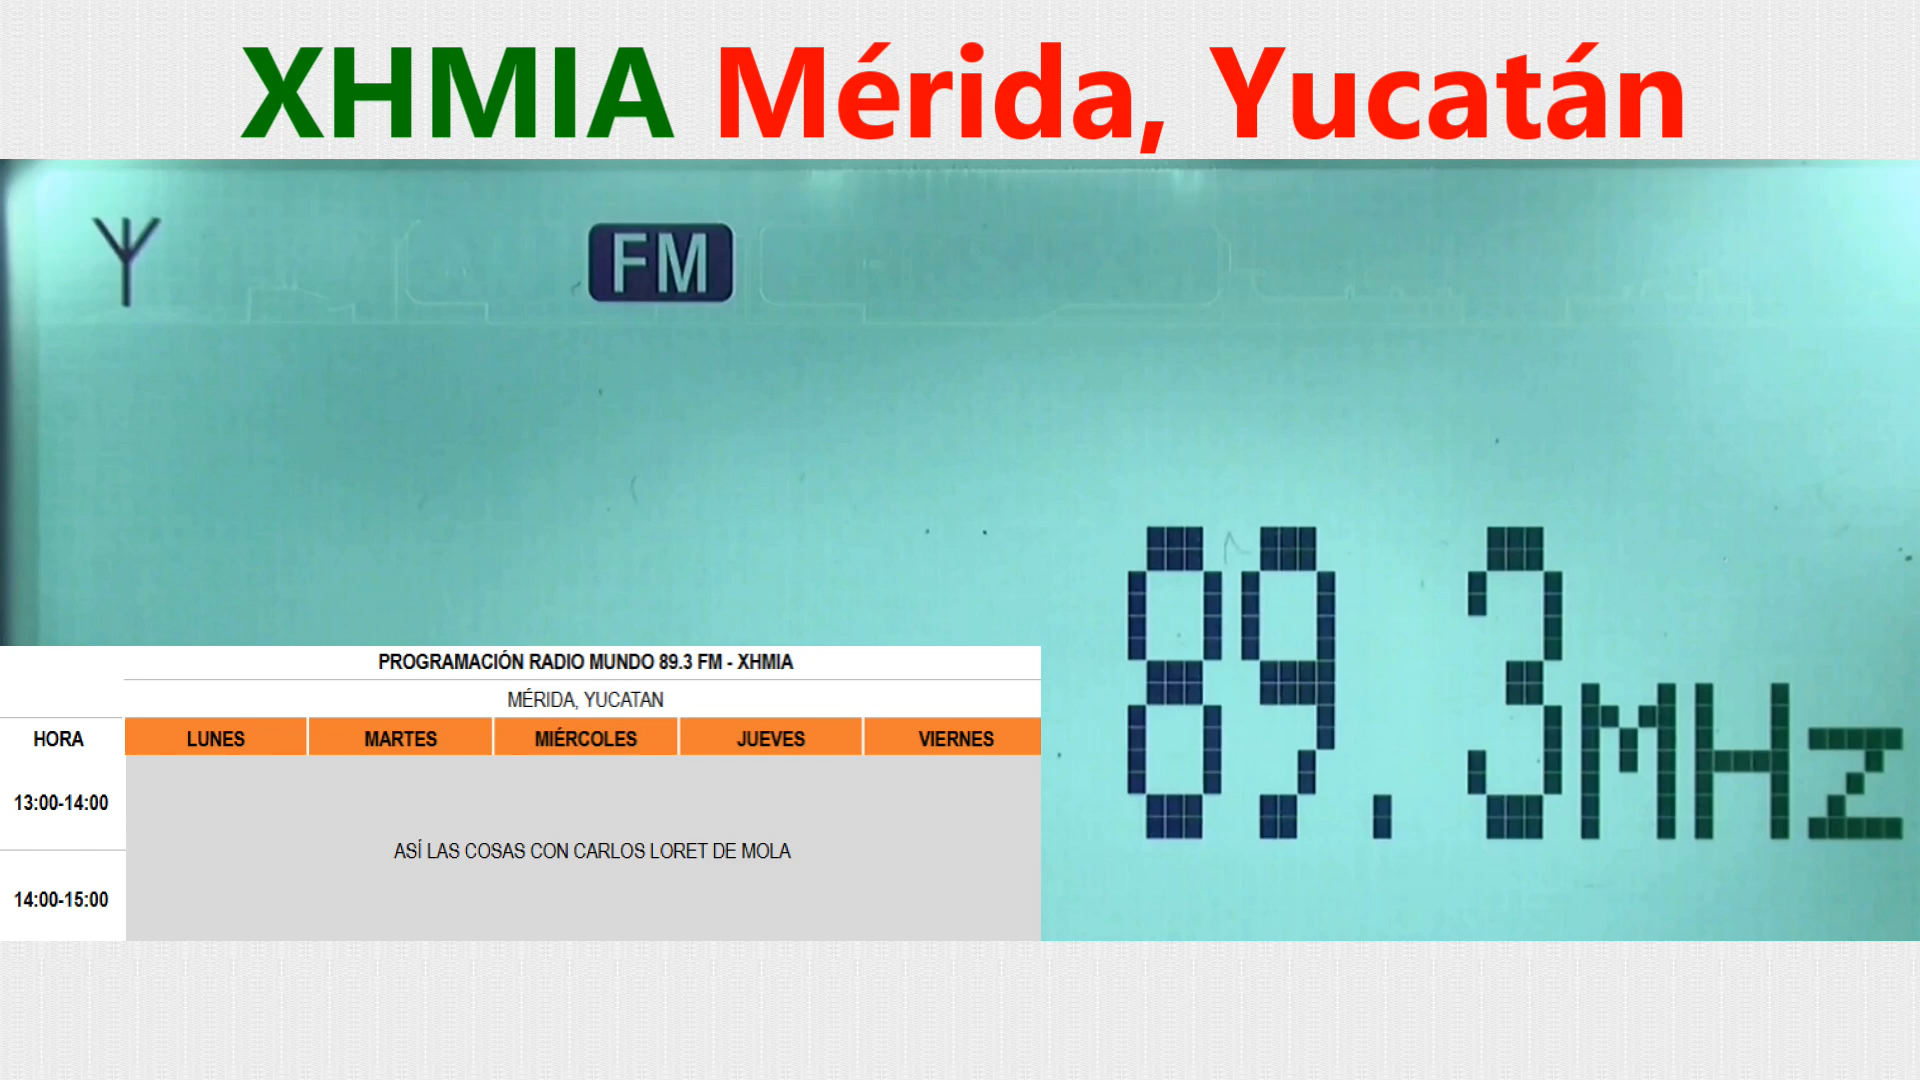 XHMIA Mérida, Yucatán
FM
89.3MHz
PROGRAMACIÓN RADIO MUNDO 89.3 FM - XHMIA
MÉRIDA, YUCATAN
HORA LUNES MARTES MIÉRCOLES JUEVES VIERNES
13:00-14:00
ASÍ LAS COSAS CON CARLOS LORET DE MOLA
14:00-15:00